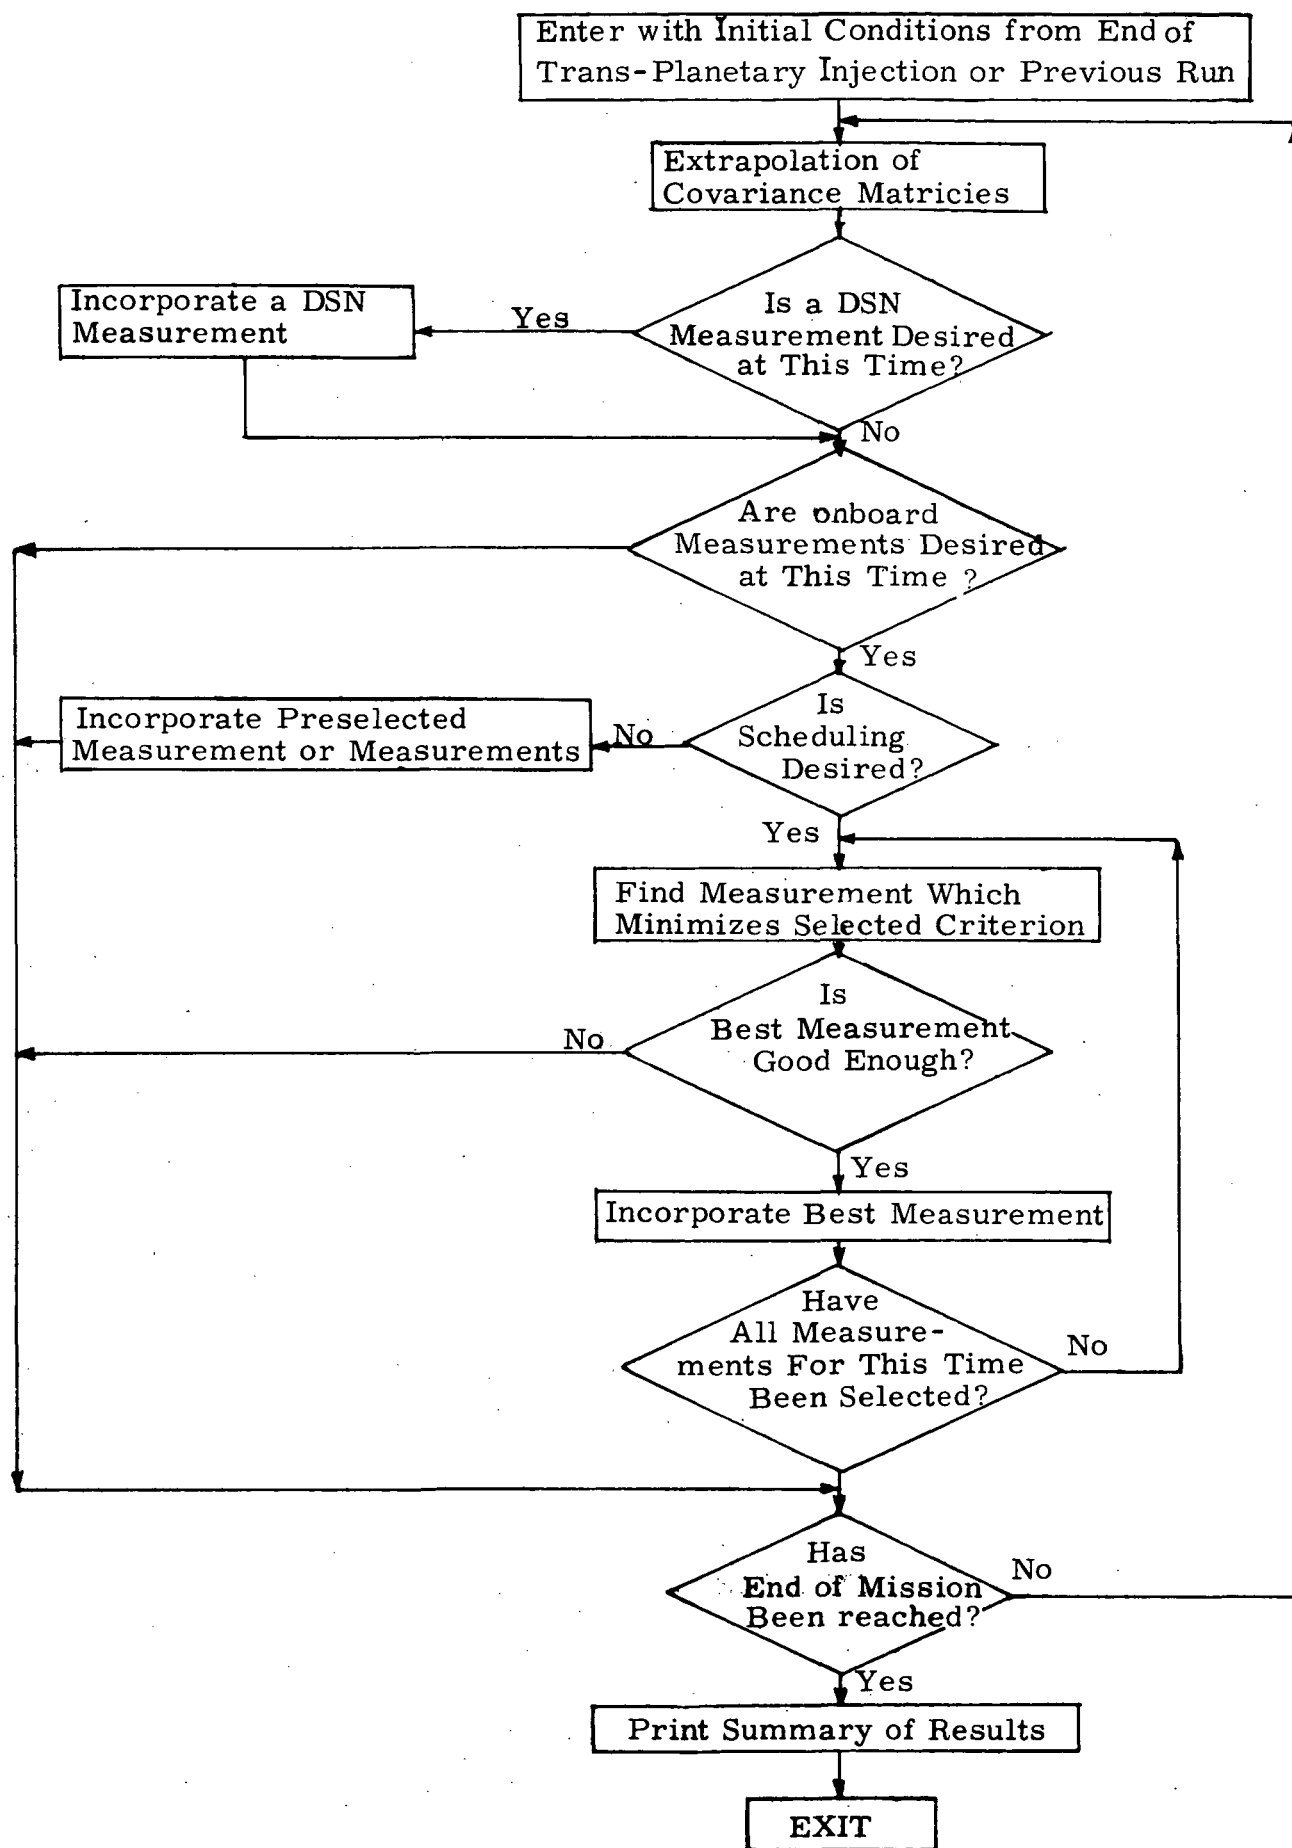 Enter with Initial Conditions from End of
Trans-Planetary Injection or Previous Run
Extrapolation of
Covariance Matricies
Is a DSN
Measurement Desired
at This Time?
Yes
Incorporate a DSN
Measurement
No
Are onboard
Measurements Desired
at This Time ?
Yes
Is
Scheduling
Desired?
No
Incorporate Preselected
Measurement or Measurements
Yes
Find Measurement Which
Minimizes Selected Criterion
Is
Best Measurement
Good Enough?
No
Yes
Incorporate Best Measurement
Have
All Measure-
ments For This Time
Been Selected?
No
Has
End of Mission
Been reached?
No
Yes
Print Summary of Results
EXIT